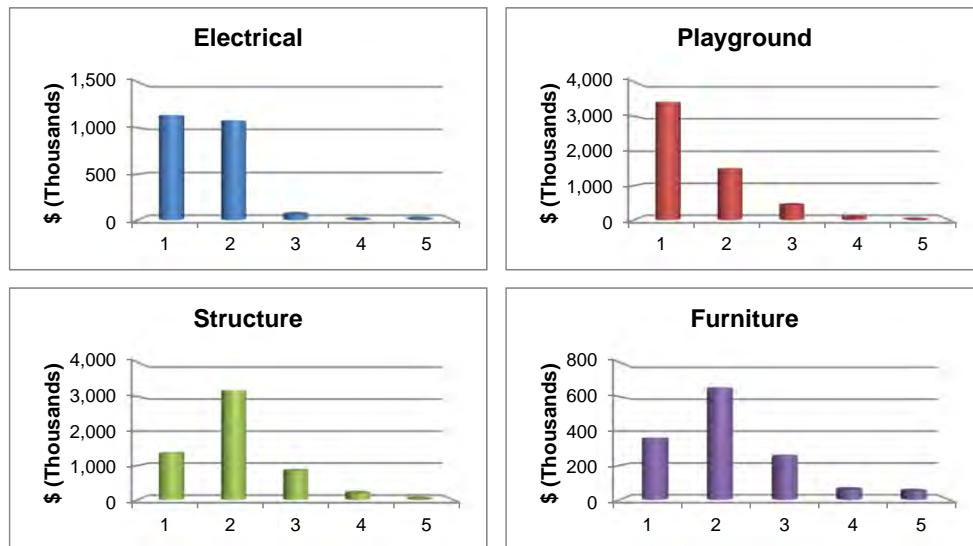 Electrical
$ (Thousands)
1,500
1,000
500
0
1 2 3 4 5
Playground
$ (Thousands)
4,000
3,000
2,000
1,000
0
1 2 3 4 5
Structure
$ (Thousands)
4,000
3,000
2,000
1,000
0
1 2 3 4 5
Furniture
$ (Thousands)
800
600
400
200
0
1 2 3 4 5